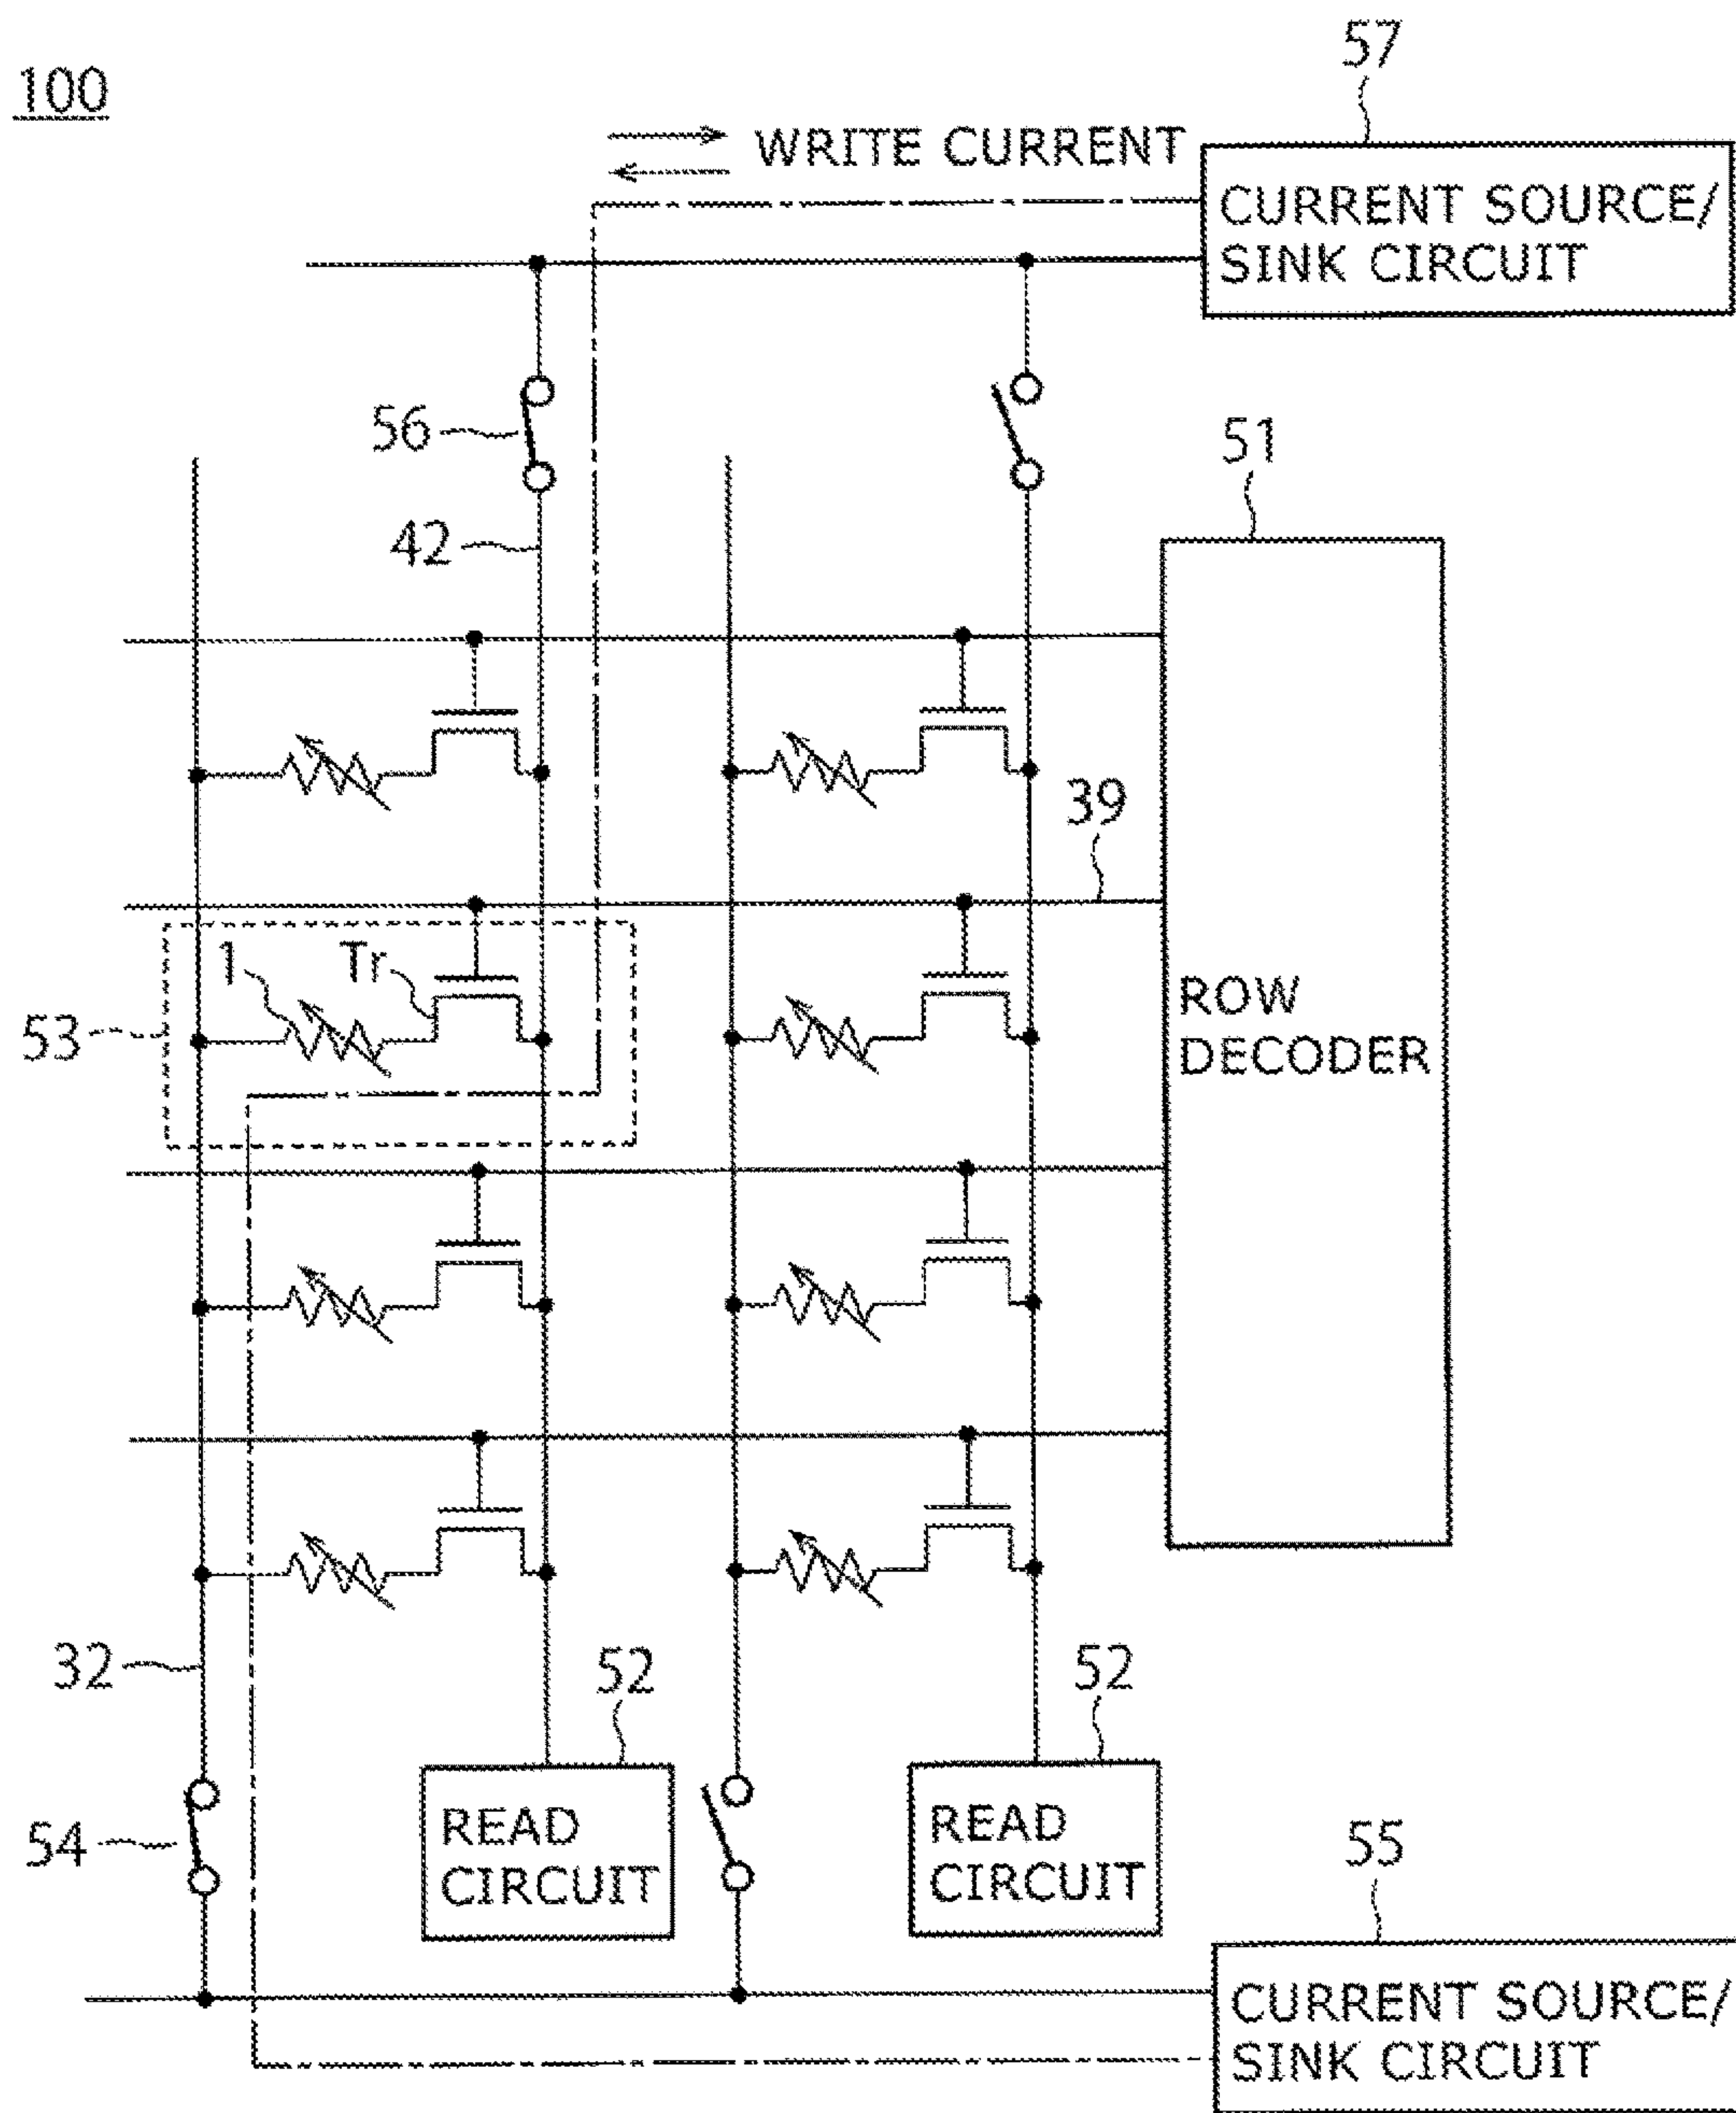 57
100
WRITE CURRENT
CURRENT SOURCE/
SINK CIRCUIT
56
51
42
39
1
Tr
53
ROW
DECODER
32
52
52
READ
CIRCUIT
READ
CIRCUIT
54
55
CURRENT SOURCE/
SINK CIRCUIT